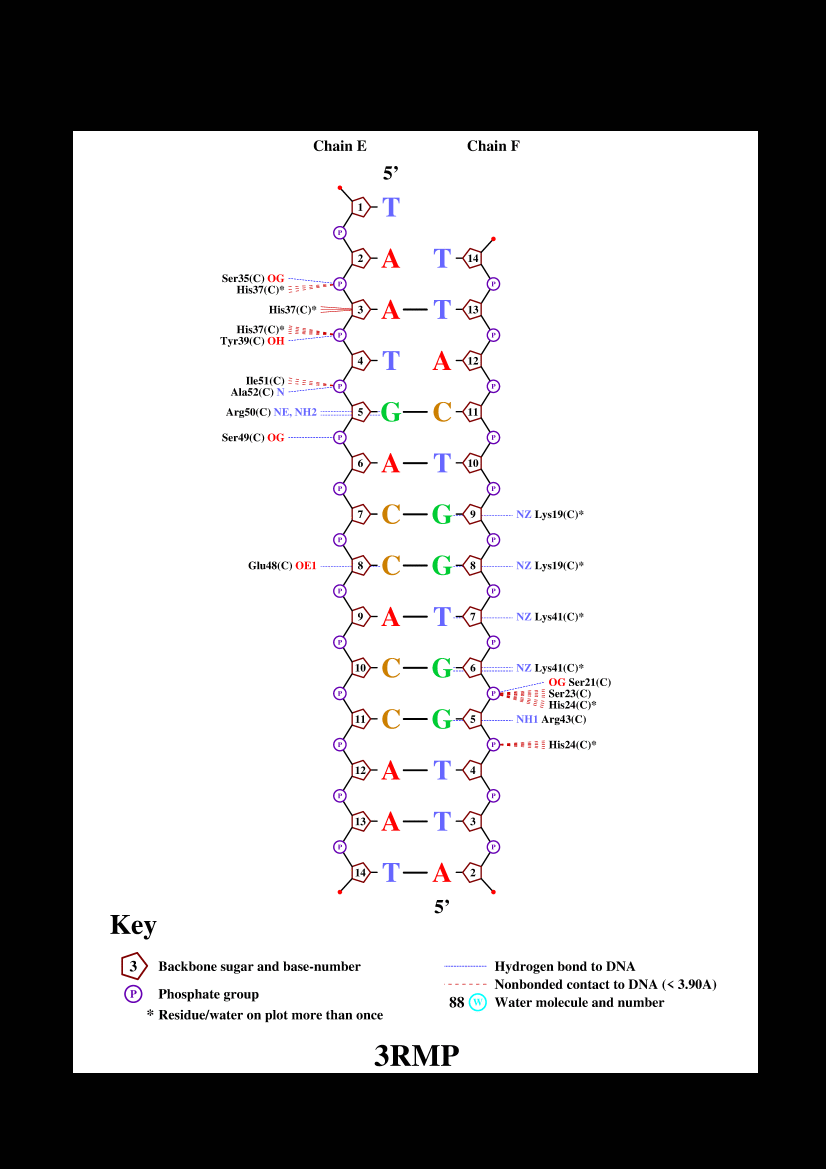 Chain E Chain F
5’
1 T
P
2 A T 14
Ser35(C) OG P P
His37(C)*
His37(C)* 3 A T 13
His37(C)* P P
Tyr39(C) OH
4 T A 12
Ile51(C) P P
Ala52(C) N
Arg50(C) NE, NH2 5 G C 11
Ser49(C) OG P P
6 A T 10
P P
7 C G 9 NZ Lys19(C)*
P P
Glu48(C) OE1 8 C G 8 NZ Lys19(C)*
P P
9 A T 7 NZ Lys41(C)*
P P
10 C G 6 NZ Lys41(C)*
OG Ser21(C)
P P Ser23(C)
His24(C)*
11 C G 5 NH1 Arg43(C)
P P His24(C)*
12 A T 4
P P
13 A T 3
P P
14 T A 2
5’
Key
3 Backbone sugar and base-number
P Phosphate group
* Residue/water on plot more than once
Hydrogen bond to DNA
Nonbonded contact to DNA (< 3.90A)
88 W Water molecule and number
3RMP